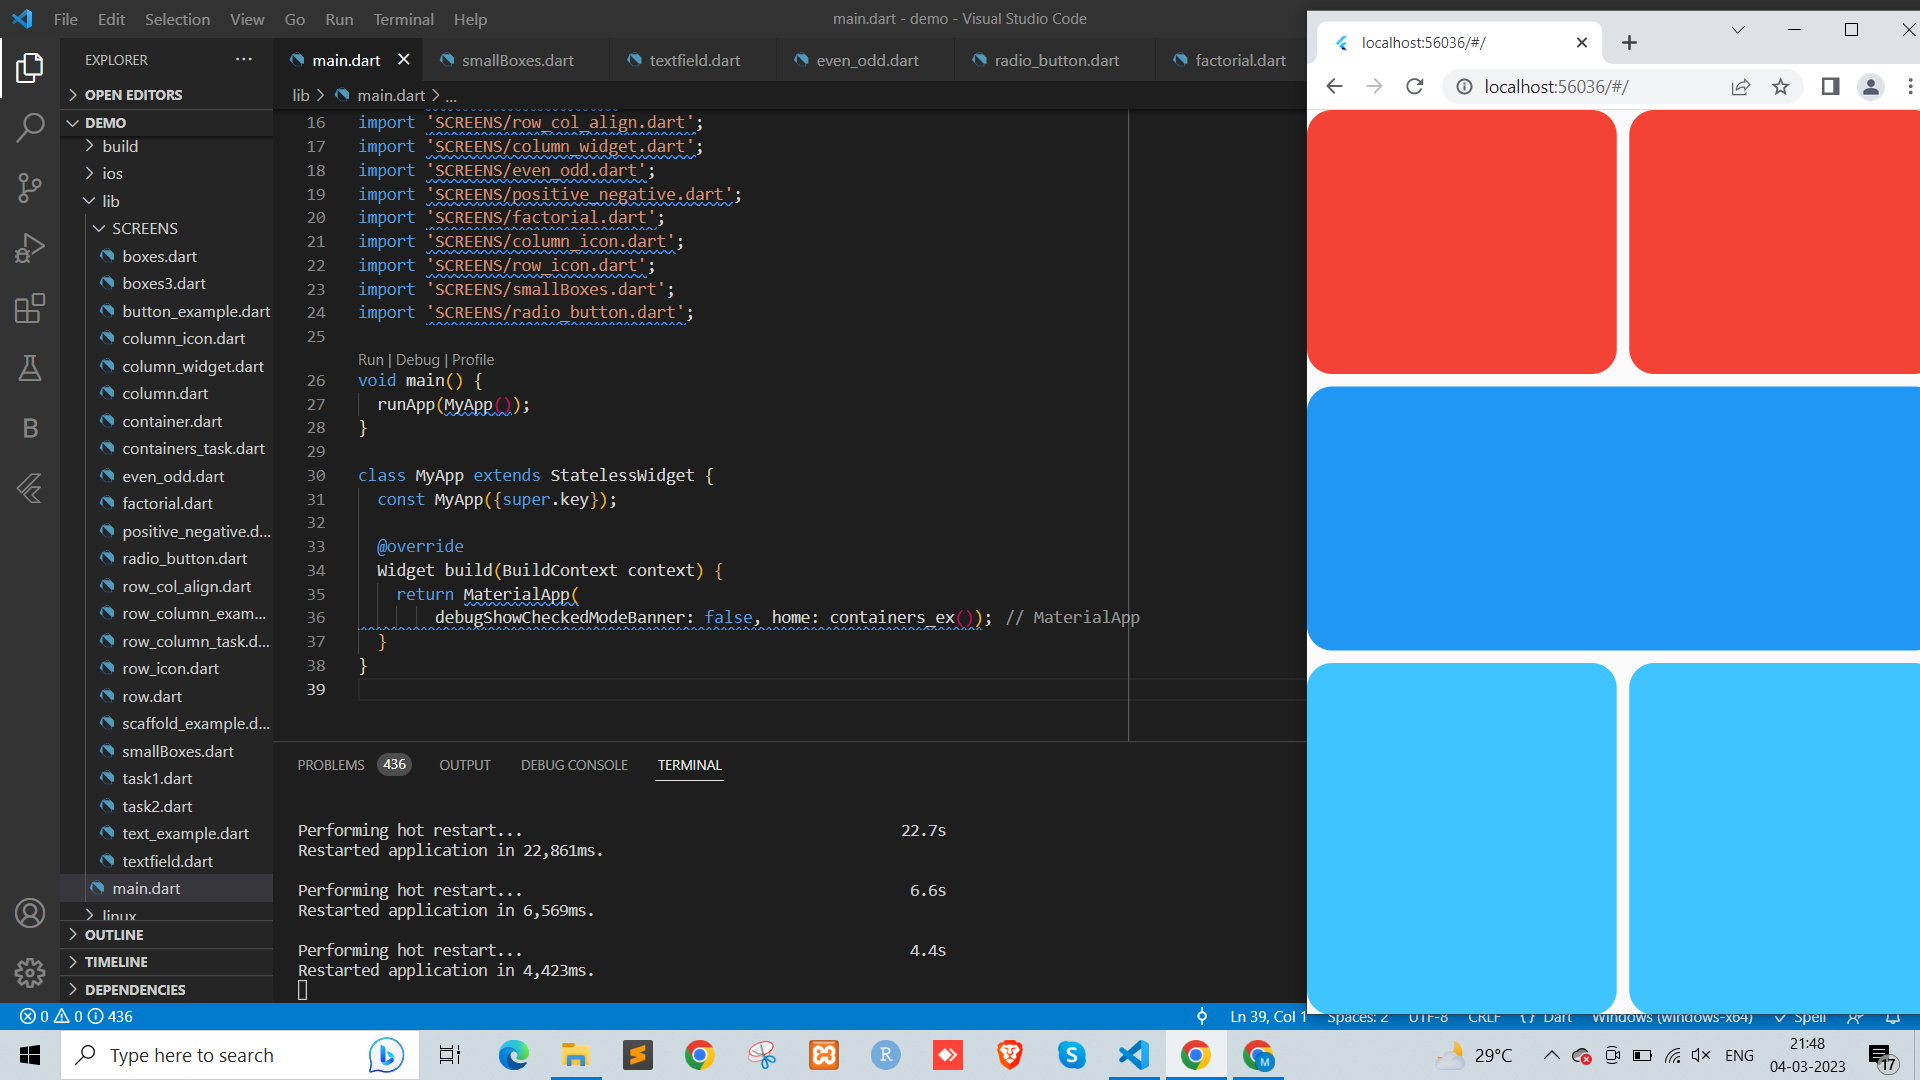 File Edit Selection View Go Run Terminal Help
main.dart - demo - Visual Studio Code
EXPLORER
OPEN EDITORS
DEMO
build
ios
lib
SCREENS
boxes.dart
boxes3.dart
button_example.dart
column_icon.dart
column_widget.dart
column.dart
container.dart
containers_task.dart
even_odd.dart
factorial.dart
positive_negative.d...
radio_button.dart
row_col_align.dart
row_column_exam...
row_column_task.d...
row_icon.dart
row.dart
scaffold_example.d...
smallBoxes.dart
task1.dart
task2.dart
text_example.dart
textfield.dart
main.dart
linux
OUTLINE
TIMELINE
DEPENDENCIES
main.dart smallBoxes.dart textfield.dart even_odd.dart radio_button.dart factorial.dart
lib > main.dart > ...
16 import 'SCREENS/row_col_align.dart';
17 import 'SCREENS/column_widget.dart';
18 import 'SCREENS/even_odd.dart';
19 import 'SCREENS/positive_negative.dart';
20 import 'SCREENS/factorial.dart';
21 import 'SCREENS/column_icon.dart';
22 import 'SCREENS/row_icon.dart';
23 import 'SCREENS/smallBoxes.dart';
24 import 'SCREENS/radio_button.dart';
25
Run | Debug | Profile
26 void main() {
27 runApp(MyApp());
28 }
29
30 class MyApp extends StatelessWidget {
31 const MyApp({super.key});
32
33 @override
34 Widget build(BuildContext context) {
35 return MaterialApp(
36 debugShowCheckedModeBanner: false, home: containers_ex()); // MaterialApp
37 }
38 }
39
PROBLEMS 436 OUTPUT DEBUG CONSOLE TERMINAL
Performing hot restart... 22.7s
Restarted application in 22,861ms.
Performing hot restart... 6.6s
Restarted application in 6,569ms.
Performing hot restart... 4.4s
Restarted application in 4,423ms.
localhost:56036/#/
localhost:56036/#/
0 0 436
Ln 39, Col 1 Spaces: 2 UTF-8 CRLF {} Dart Windows (windows-x64) Spell
Type here to search
29°C
ENG
21:48
04-03-2023
17